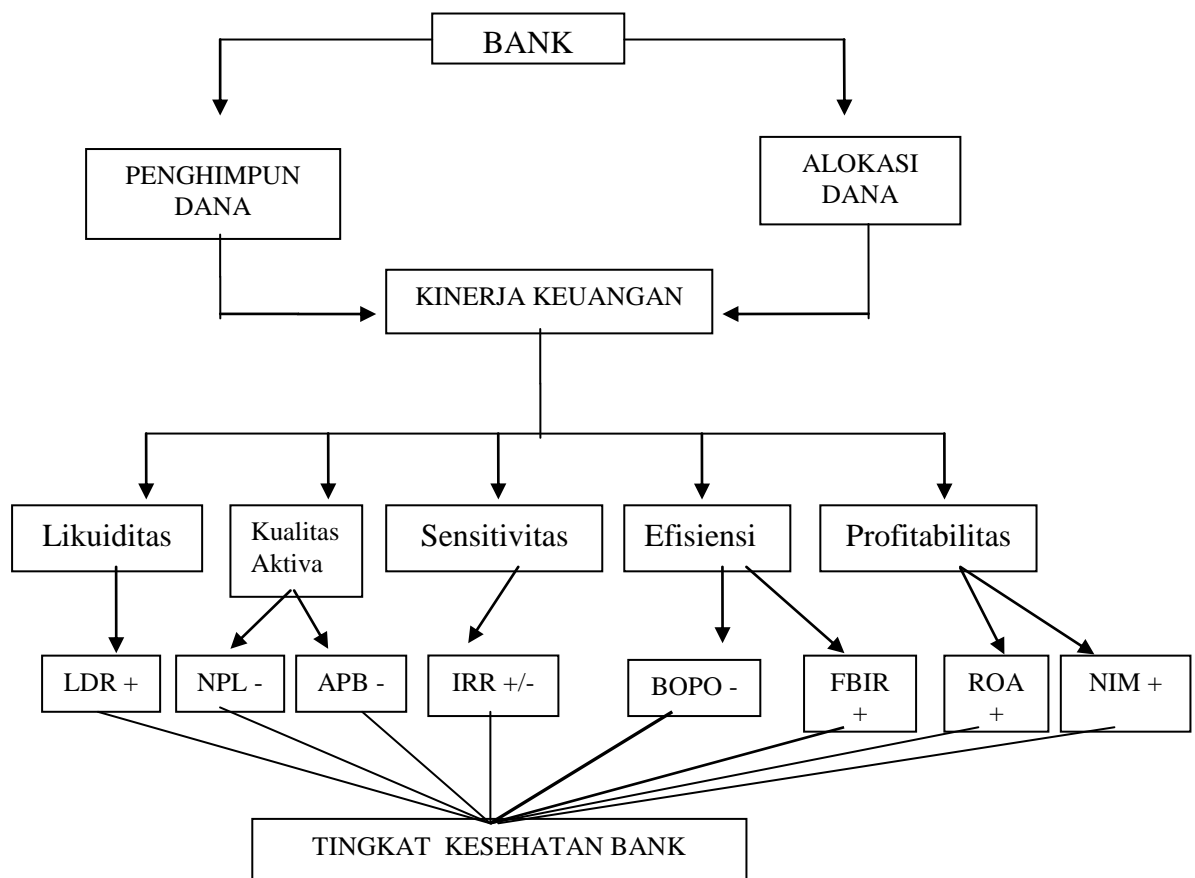 BANK
PENGHIMPUN
DANA
ALOKASI
DANA
KINERJA KEUANGAN
Likuiditas
Kualitas
Aktiva
Sensitivitas
Efisiensi
Profitabilitas
LDR +
NPL -
APB -
IRR +/-
BOPO -
FBIR
+
ROA
+
NIM +
TINGKAT KESEHATAN BANK